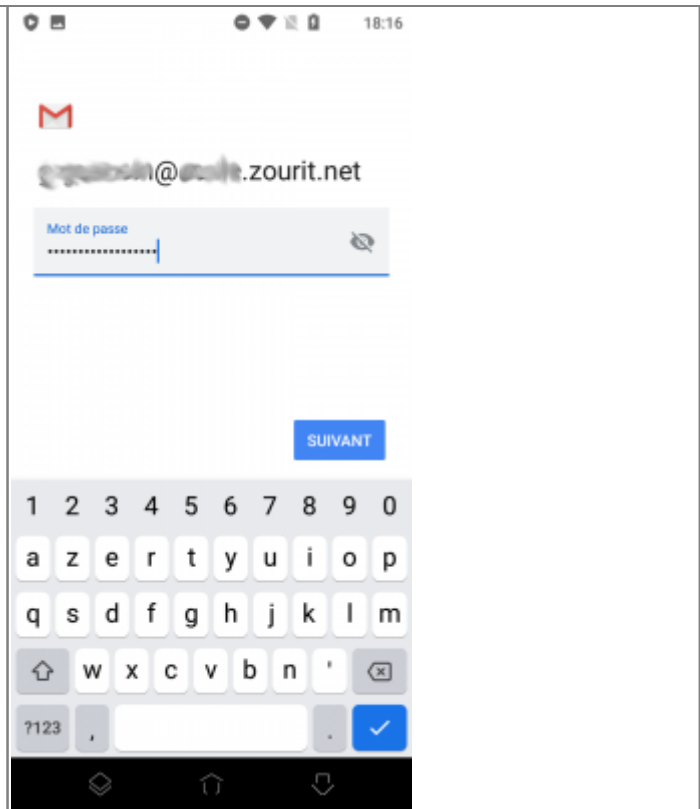 18:16
@
.zourit.net
Mot de passe
••••••••••••••••••
SUIVANT
1 2 3 4 5 6 7 8 9 0
a z e r t y u i o p
q s d f g h j k l m
w x c v b n '
?123 , .